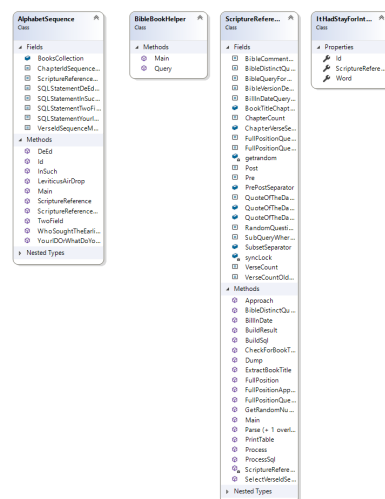 AlphabetSequence
Class
Fields
BooksCollection
ChapterIdSequence...
ScriptureReference...
SQLStatementDeEd...
SQLStatementInSuc...
SQLStatementTwoFi...
SQLStatementYourI...
VerseIdSequenceM...
Methods
DeEd
Id
InSuch
LeviticusAirDrop
Main
ScriptureReference
ScriptureReference...
TwoField
WhoSoughtTheEarli...
YourIDOrWhatDoYo...
Nested Types
BibleBookHelper
Class
Methods
Main
Query
ScriptureRefere...
Class
Fields
BibleComment...
BibleDistinctQu...
BibleQueryFor...
BibleVersionDe...
BillInDateQuery...
BookTitleChapt...
ChapterCount
ChapterVerseSe...
FullPositionQue...
FullPositionQue...
getrandom
Post
Pre
PrePostSeparator
QuoteOfTheDa...
QuoteOfTheDa...
QuoteOfTheDa...
RandomQuesti...
SubQueryWher...
SubsetSeparator
syncLock
VerseCount
VerseCountOld...
Methods
Approach
BibleDistinctQu...
BillInDate
BuildResult
BuildSql
CheckForBookT...
Dump
ExtractBookTitle
FullPosition
FullPositionApp...
FullPositionQue...
GetRandomNu...
Main
Parse (+ 1 overl...
PrintTable
Process
ProcessSql
ScriptureRefere...
SelectVerseIdSe...
Nested Types
ItHadStayForInt...
Class
Properties
Id
ScriptureRefere...
Word